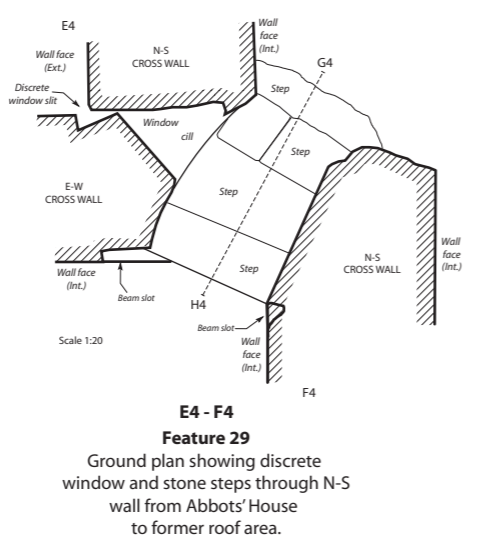 E4
Wall face
(Ext.)
Discrete
window slit
N-S
CROSS WALL
Wall
face
(Int.)
G4
Step
Window
cill
Step
E-W
CROSS WALL
Step
N-S
CROSS WALL
Wall
face
(Int.)
Step
Wall face
(Int.)
Beam slot
H4
Beam slot
Wall
face
(Int.)
Scale 1:20
F4
E4 - F4
Feature 29
Ground plan showing discrete
window and stone steps through N-S
wall from Abbots' House
to former roof area.